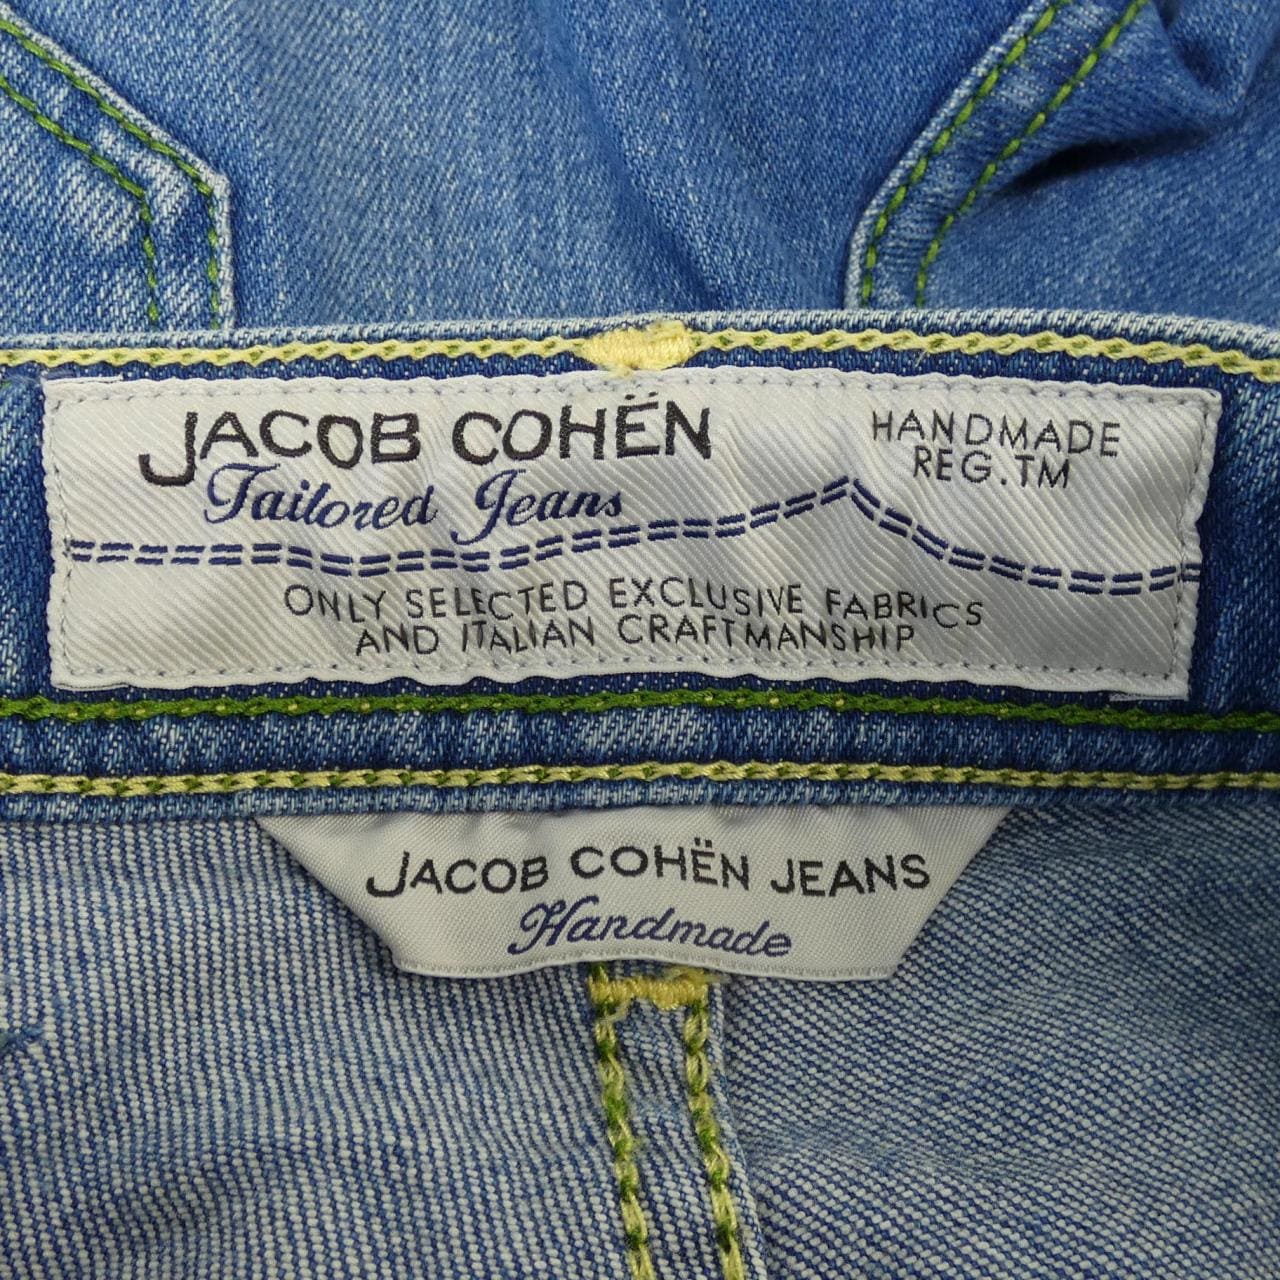 JACOB COHËN
HANDMADE
REG.TM
Tailored Jeans
ONLY SELECTED EXCLUSIVE FABRICS
AND ITALIAN CRAFTMANSHIP
JACOB COHËN JEANS
Handmade